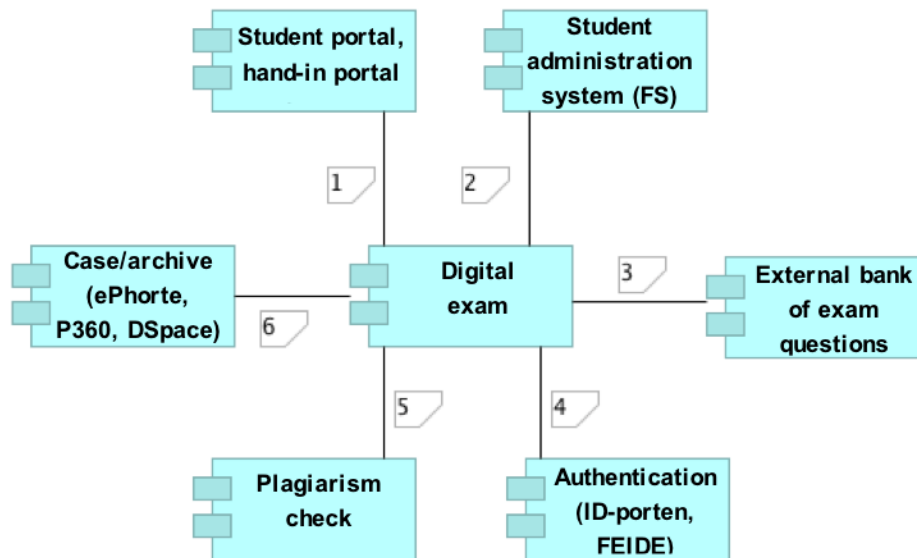 Student portal,
hand-in portal
Student
administration
system (FS)
1
2
Case/archive
(ePhorte,
P360, DSpace)
Digital
exam
3
External bank
of exam
questions
6
5
4
Plagiarism
check
Authentication
(ID-porten,
FEIDE)